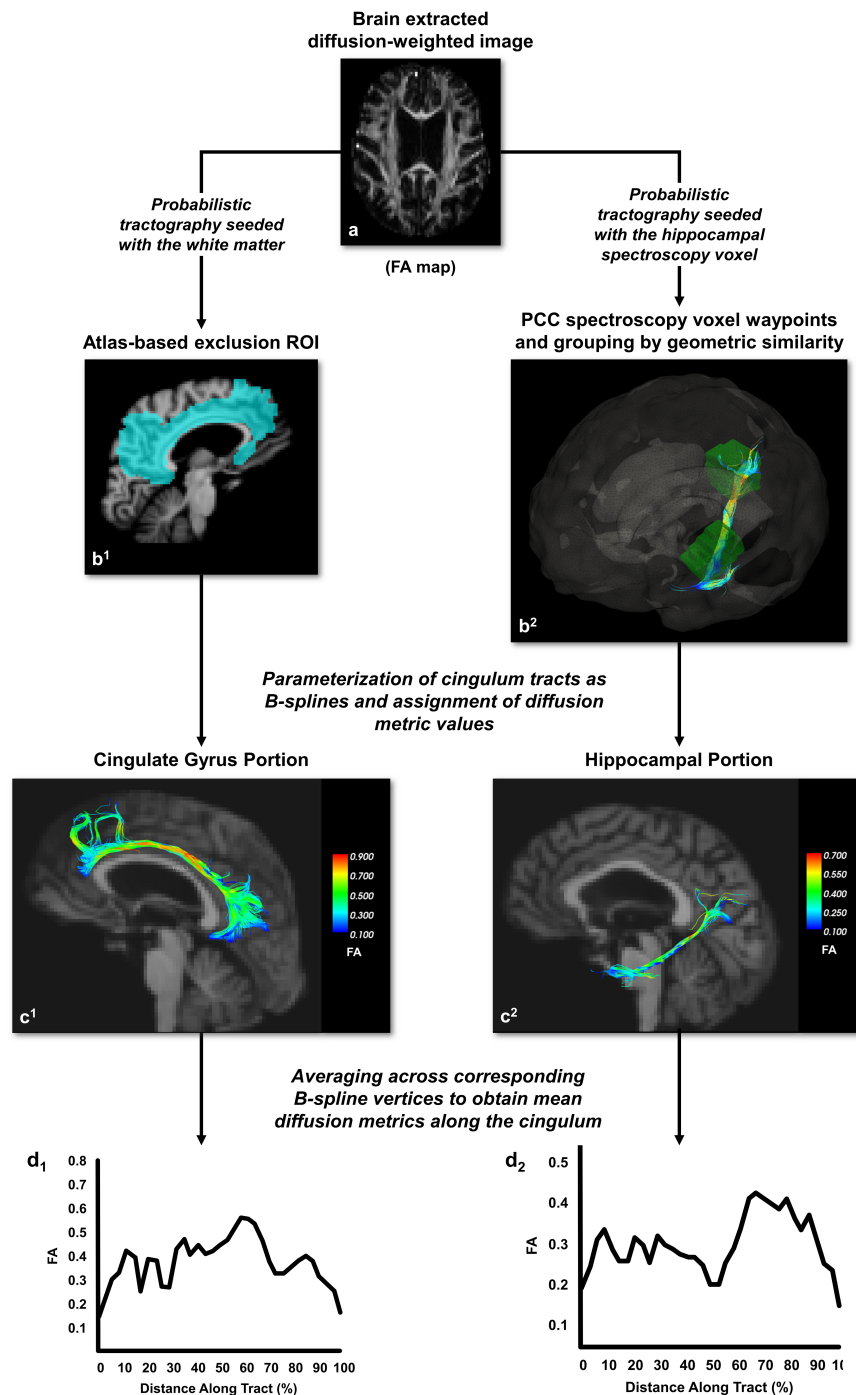 Brain extracted
diffusion-weighted image
a
(FA map)
Probabilistic
tractography seeded
with the white matter
Probabilistic
tractography seeded
with the hippocampal
spectroscopy voxel
Atlas-based exclusion ROI
b1
PCC spectroscopy voxel waypoints
and grouping by geometric similarity
b2
Parameterization of cingulum tracts as
B-splines and assignment of diffusion
metric values
Cingulate Gyrus Portion
0.900
0.700
0.500
0.300
0.100
FA
c1
Hippocampal Portion
0.700
0.550
0.400
0.250
0.100
FA
c2
Averaging across corresponding
B-spline vertices to obtain mean
diffusion metrics along the cingulum
d1
0.8
0.7
0.6
0.5
0.4
0.3
0.2
0.1
FA
0 10 20 30 40 50 60 70 80 90 100
Distance Along Tract (%)
d2
0.5
0.4
0.3
0.2
0.1
FA
0 10 20 30 40 50 60 70 80 90 10
Distance Along Tract (%)